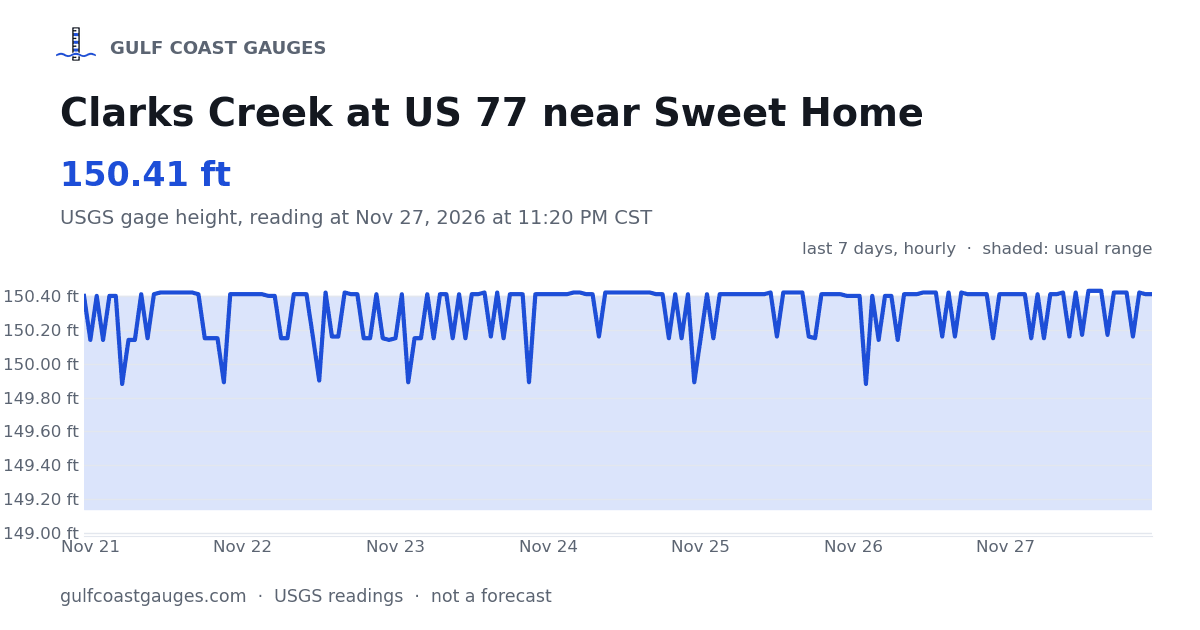 GULF COAST GAUGES
Clarks Creek at US 77 near Sweet Home
150.41 ft
USGS gage height, reading at Nov 27, 2026 at 11:20 PM CST
last 7 days, hourly · shaded: usual range
150.40 ft
150.20 ft
150.00 ft
149.80 ft
149.60 ft
149.40 ft
149.20 ft
149.00 ft
Nov 21 Nov 22 Nov 23 Nov 24 Nov 25 Nov 26 Nov 27
gulfcoastgauges.com · USGS readings · not a forecast